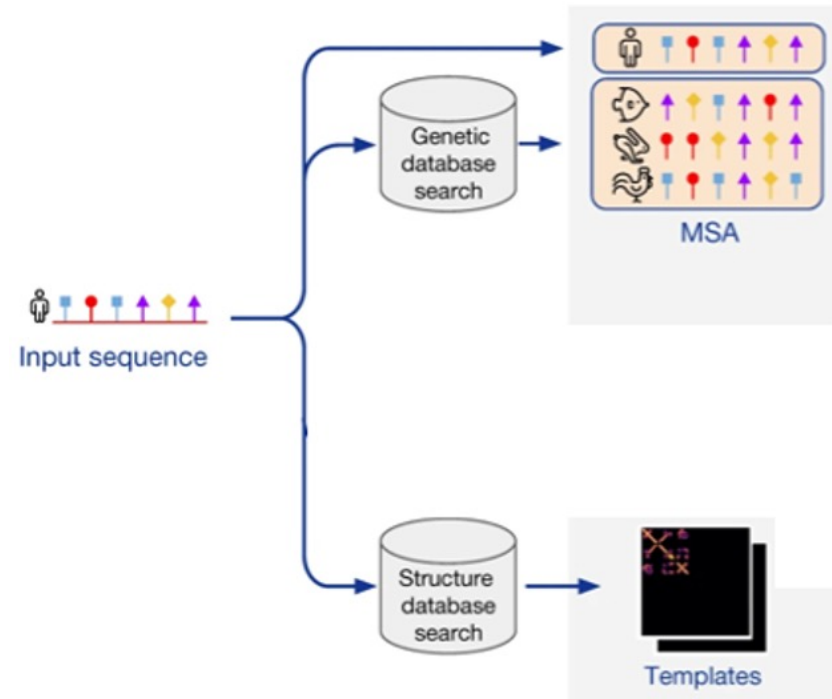 Genetic
database
search
MSA
Input sequence
Structure
database
search
Templates